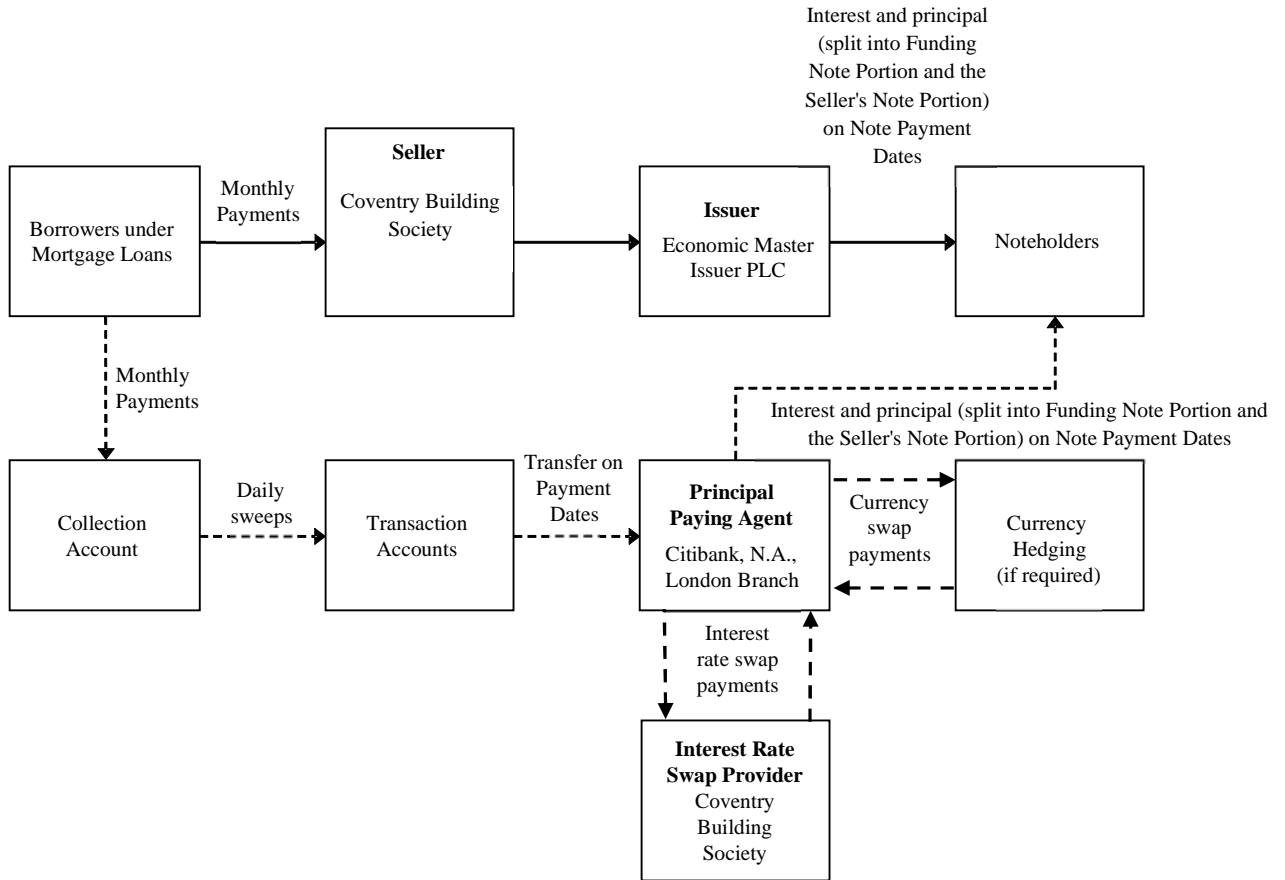 Interest and principal
(split into Funding
Note Portion and the
Seller's Note Portion)
on Note Payment
Dates
Borrowers under
Mortgage Loans
Monthly
Payments
Seller
Coventry Building
Society
Issuer
Economic Master
Issuer PLC
Noteholders
Monthly
Payments
Interest and principal (split into Funding Note Portion and
the Seller's Note Portion) on Note Payment Dates
Collection
Account
Daily
sweeps
Transaction
Accounts
Transfer on
Payment
Dates
Principal
Paying Agent
Citibank, N.A.,
London Branch
Currency
swap
payments
Currency
Hedging
(if required)
Interest
rate swap
payments
Interest Rate
Swap Provider
Coventry
Building
Society